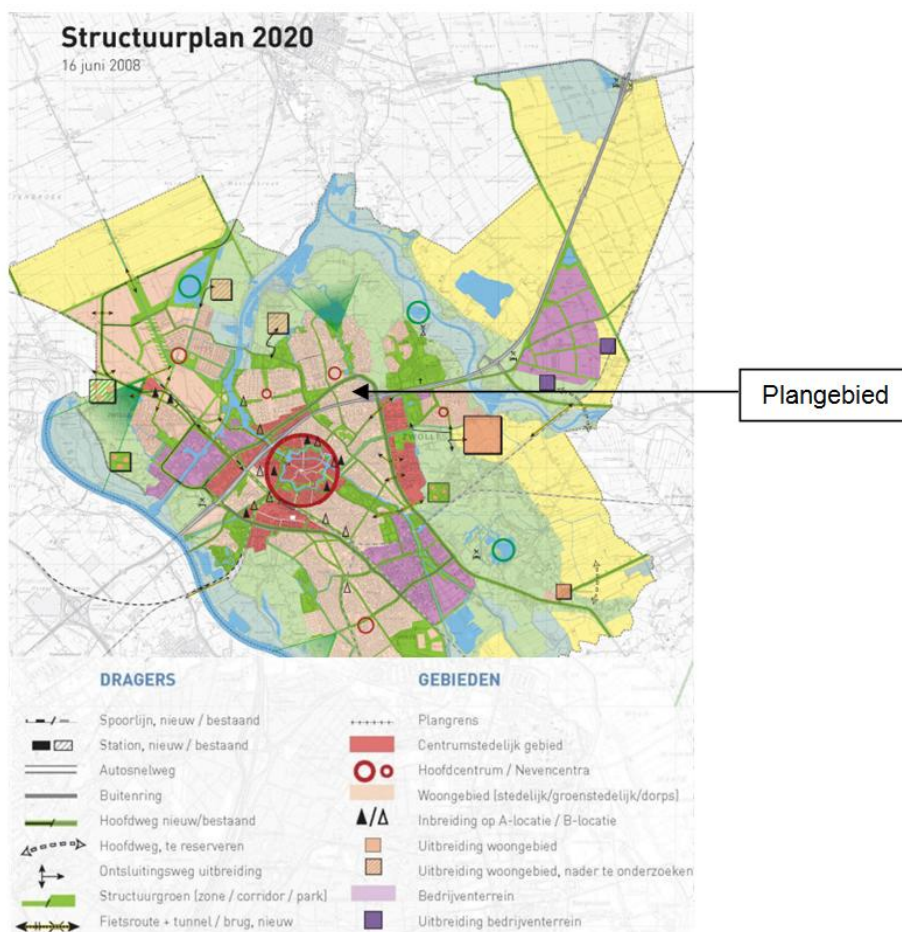 Structuurplan 2020
16 juni 2008
ZWOLLE
Plangebied
DRAGERS
Spoorlijn, nieuw / bestaand
Station, nieuw / bestaand
Autosnelweg
Buitenring
Hoofdweg nieuw/bestaand
Hoofdweg, te reserveren
Ontsluitingsweg uitbreiding
Structuurgroen (zone / corridor / park)
Fietsroute + tunnel / brug, nieuw
GEBIEDEN
Plangrens
Centrumstedelijk gebied
Hoofdcentrum / Nevencentra
Woongebied (stedelijk/groenstedelijk/dorps)
Inbreiding op A-locatie / B-locatie
Uitbreiding woongebied
Uitbreiding woongebied, nader te onderzoeken
Bedrijventerrein
Uitbreiding bedrijventerrein